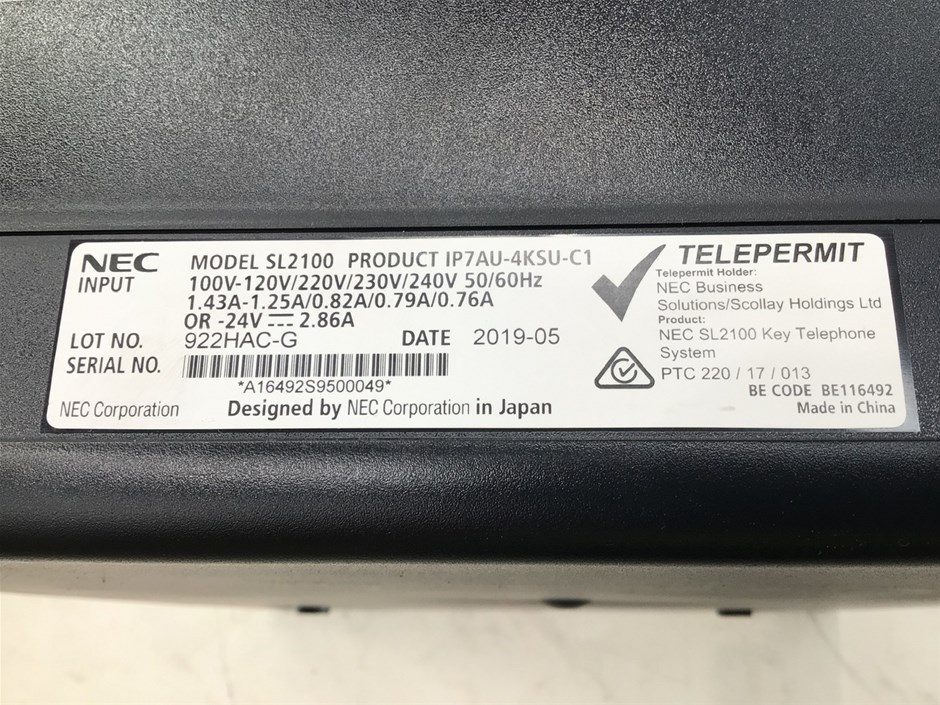 NEC MODEL SL2100 PRODUCT IP7AU-4KSU-C1
INPUT 100V-120V/220V/230V/240V 50/60Hz
1.43A-1.25A/0.82A/0.79A/0.76A
OR -24V ⎓ 2.86A
LOT NO. 922HAC-G DATE 2019-05
SERIAL NO.
*A16492S9500049*
NEC Corporation Designed by NEC Corporation in Japan
TELEPERMIT
Telepermit Holder:
NEC Business
Solutions/Scollay Holdings Ltd
Product:
NEC SL2100 Key Telephone
System
PTC 220 / 17 / 013
BE CODE BE116492
Made in China